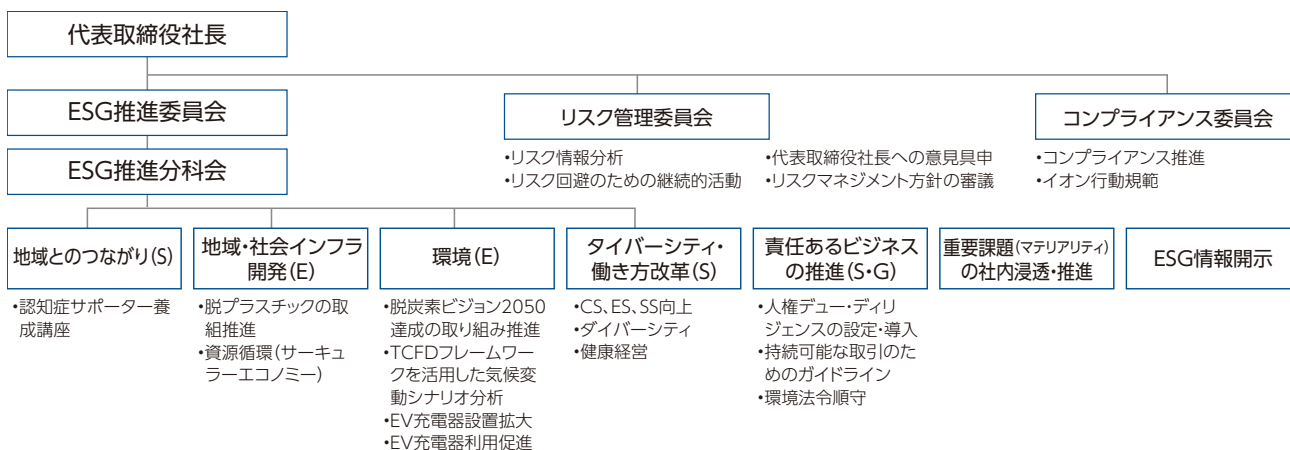 代表取締役社長
ESG推進委員会
リスク管理委員会
コンプライアンス委員会
ESG推進分科会
•リスク情報分析
•リスク回避のための継続的活動
•代表取締役社長への意見具申
•リスクマネジメント方針の審議
•コンプライアンス推進
•イオン行動規範
地域とのつながり(S)
•認知症サポーター養
成講座
地域・社会インフラ
開発(E)
•脱プラスチックの取
組推進
•資源循環(サーキュ
ラーエコノミー)
環境(E)
•脱炭素ビジョン2050
達成の取り組み推進
•TCFDフレームワー
クを活用した気候変
動シナリオ分析
•EV充電器設置拡大
•EV充電器利用促進
タイバーシティ・
働き方改革(S)
•CS、ES、SS向上
•ダイバーシティ
•健康経営
責任あるビジネス
の推進(S・G)
•人権デュー・ディリ
ジェンスの設定・導入
•持続可能な取引のた
めのガイドライン
•環境法令順守
重要課題(マテリアリティ)
の社内浸透・推進
ESG情報開示